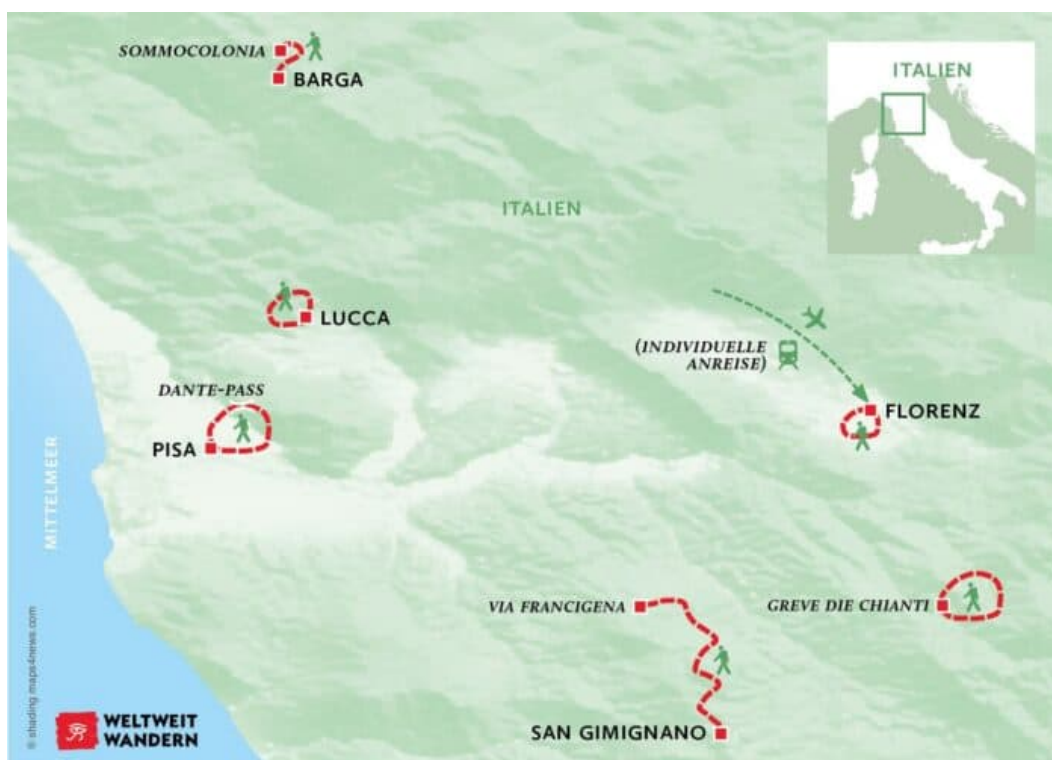 SOMMOCOLONIA
BARGA
ITALIEN
ITALIEN
LUCCA
(INDIVIDUELLE
ANREISE)
DANTE-PASS
FLORENZ
PISA
MITTELMEER
VIA FRANCIGENA
GREVE DIE CHIANTI
SAN GIMIGNANO
© shading maps4news.com
WELTWEIT
WANDERN